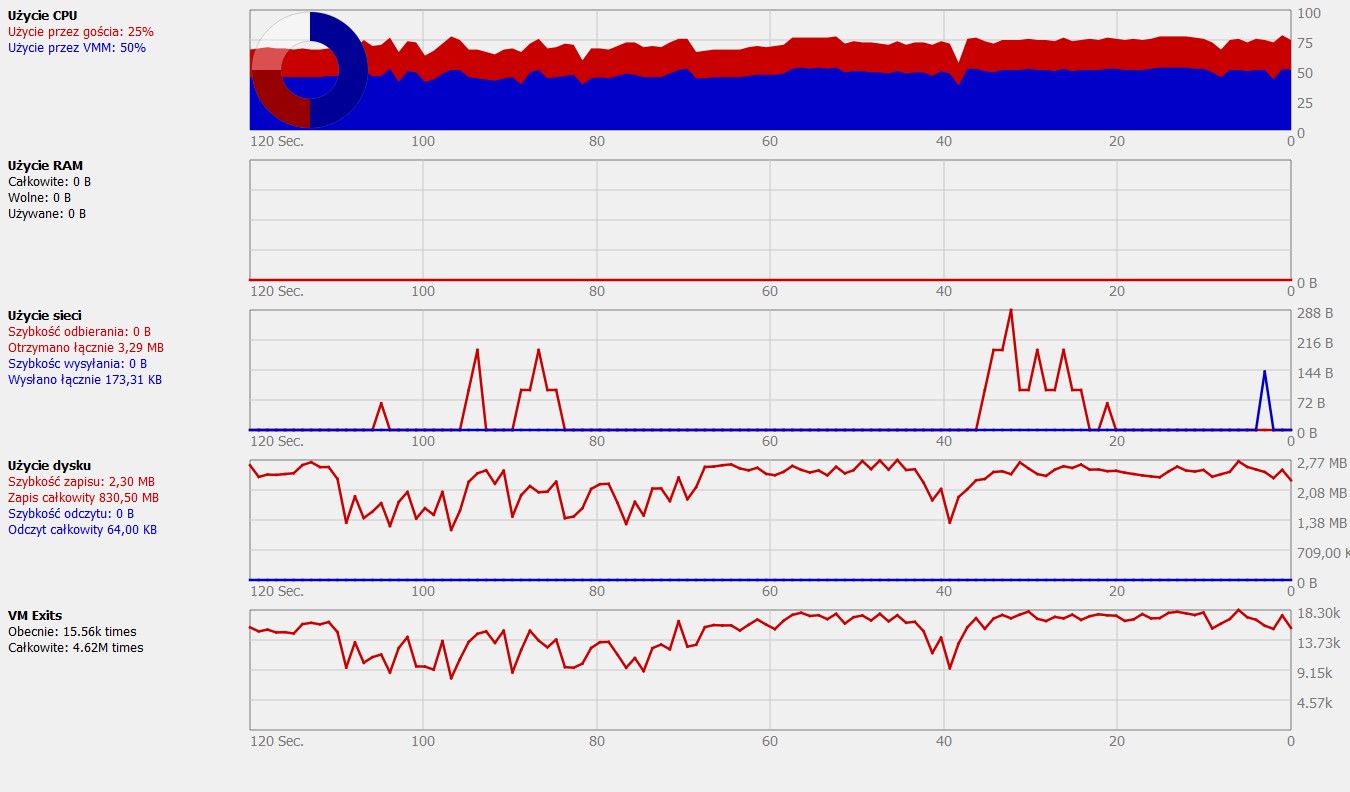 Użycie CPU
Użycie przez gościa: 25%
Użycie przez VMM: 50%
100
75
50
25
0
120 Sec.
100
80
60
40
20
0
Użycie RAM
Całkowite: 0 B
Wolne: 0 B
Używane: 0 B
0 B
120 Sec.
100
80
60
40
20
0
Użycie sieci
Szybkość odbierania: 0 B
Otrzymano łącznie 3,29 MB
Szybkośc wysyłania: 0 B
Wysłano łącznie 173,31 KB
288 B
216 B
144 B
72 B
0 B
120 Sec.
100
80
60
40
20
0
Użycie dysku
Szybkość zapisu: 2,30 MB
Zapis całkowity 830,50 MB
Szybkość odczytu: 0 B
Odczyt całkowity 64,00 KB
2,77 MB
2,08 MB
1,38 MB
709,00 K
0 B
120 Sec.
100
80
60
40
20
0
VM Exits
Obecnie: 15.56k times
Całkowite: 4.62M times
18.30k
13.73k
9.15k
4.57k
120 Sec.
100
80
60
40
20
0